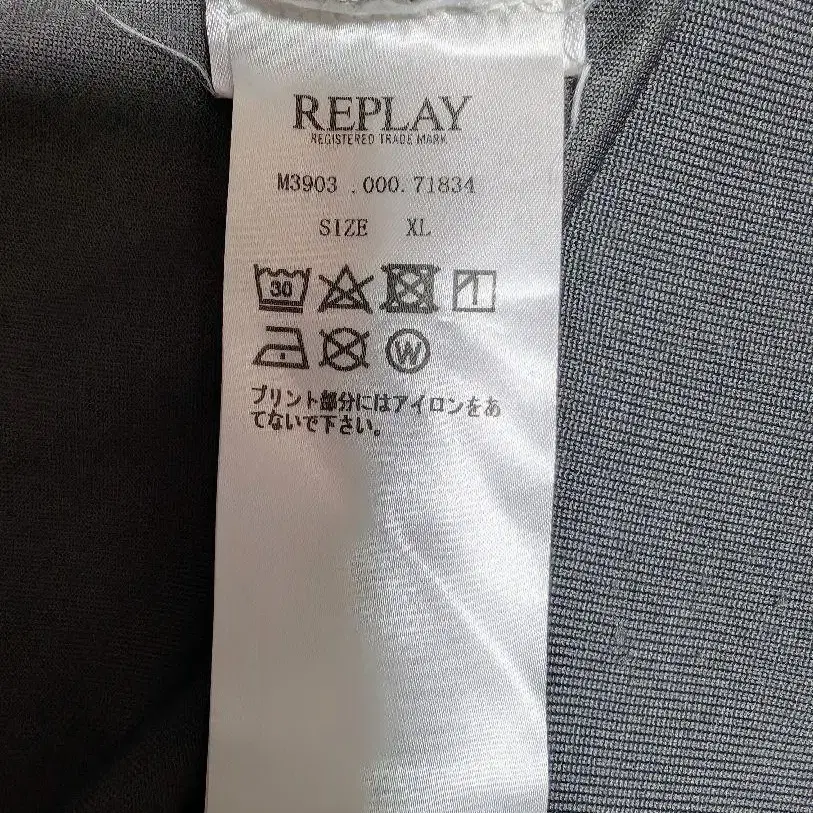 REPLAY
REGISTERED TRADE MARK
M3903 .000.71834
SIZE XL
30
W
プリント部分にはアイロンをあ
てないで下さい。